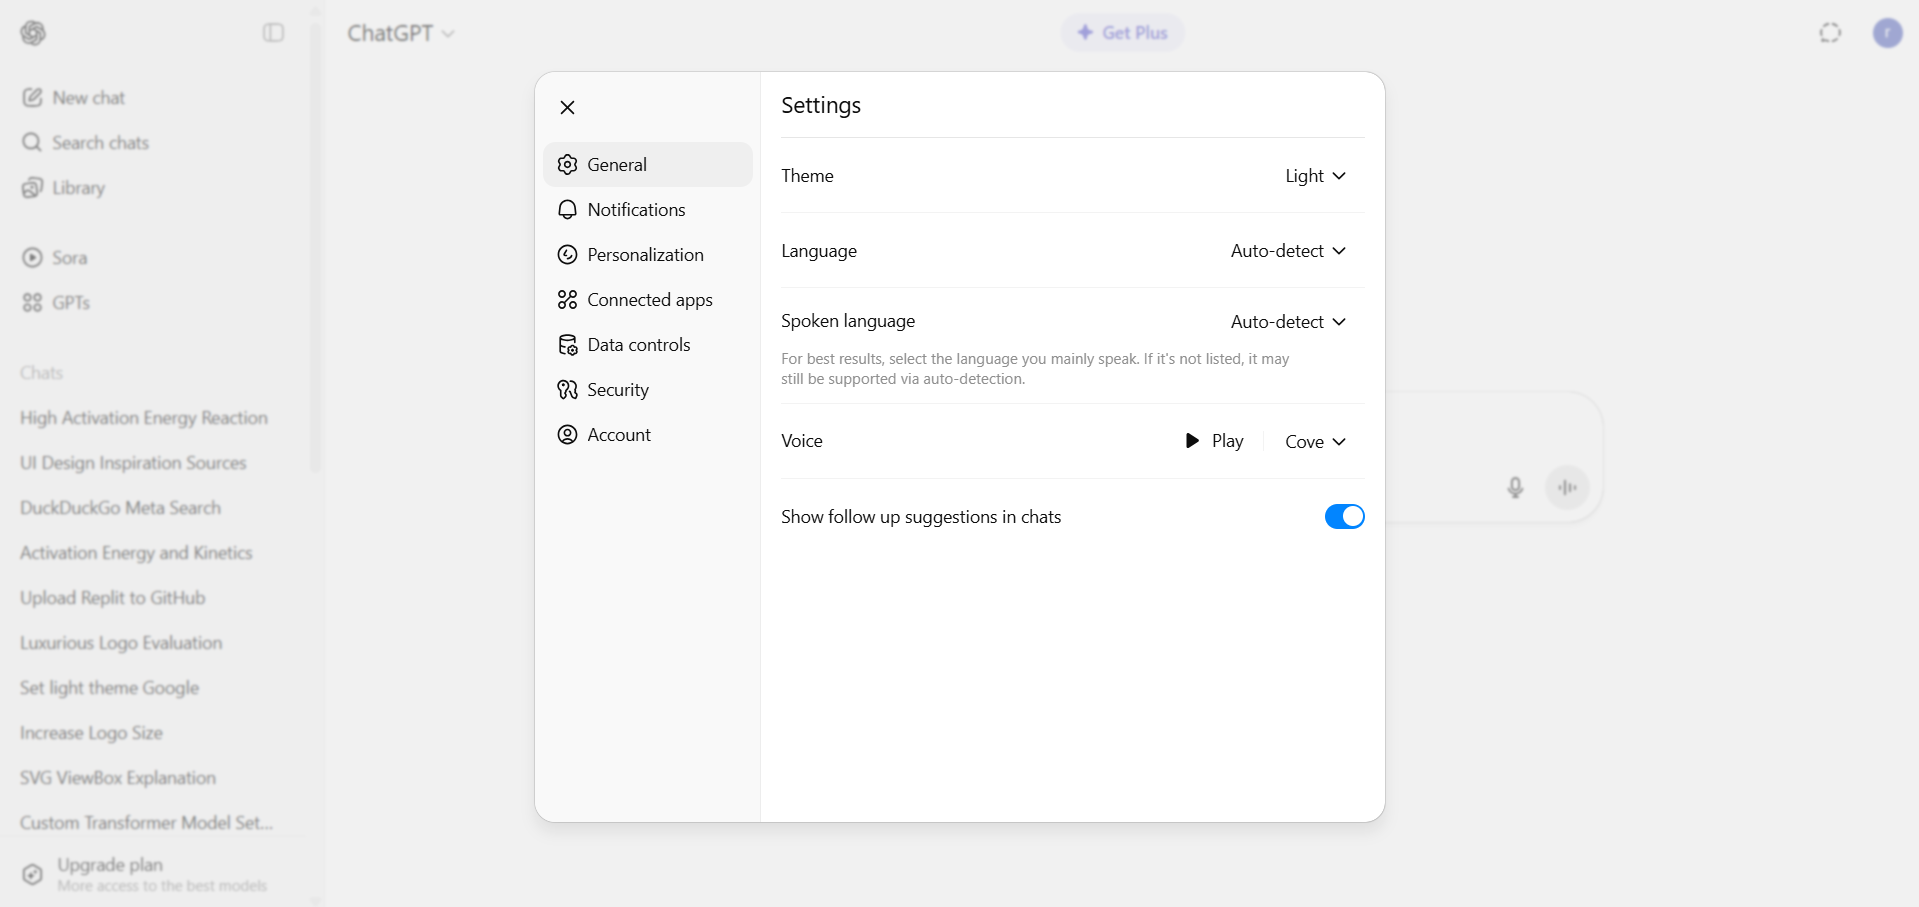 ChatGPT
Get Plus
r
New chat
Search chats
Library
Sora
GPTs
Chats
High Activation Energy Reaction
UI Design Inspiration Sources
DuckDuckGo Meta Search
Activation Energy and Kinetics
Upload Replit to GitHub
Luxurious Logo Evaluation
Set light theme Google
Increase Logo Size
SVG ViewBox Explanation
Custom Transformer Model Set...
Upgrade plan
More access to the best models
General
Notifications
Personalization
Connected apps
Data controls
Security
Account
Settings
Theme Light
Language Auto-detect
Spoken language Auto-detect
For best results, select the language you mainly speak. If it's not listed, it may
still be supported via auto-detection.
Voice Play Cove
Show follow up suggestions in chats